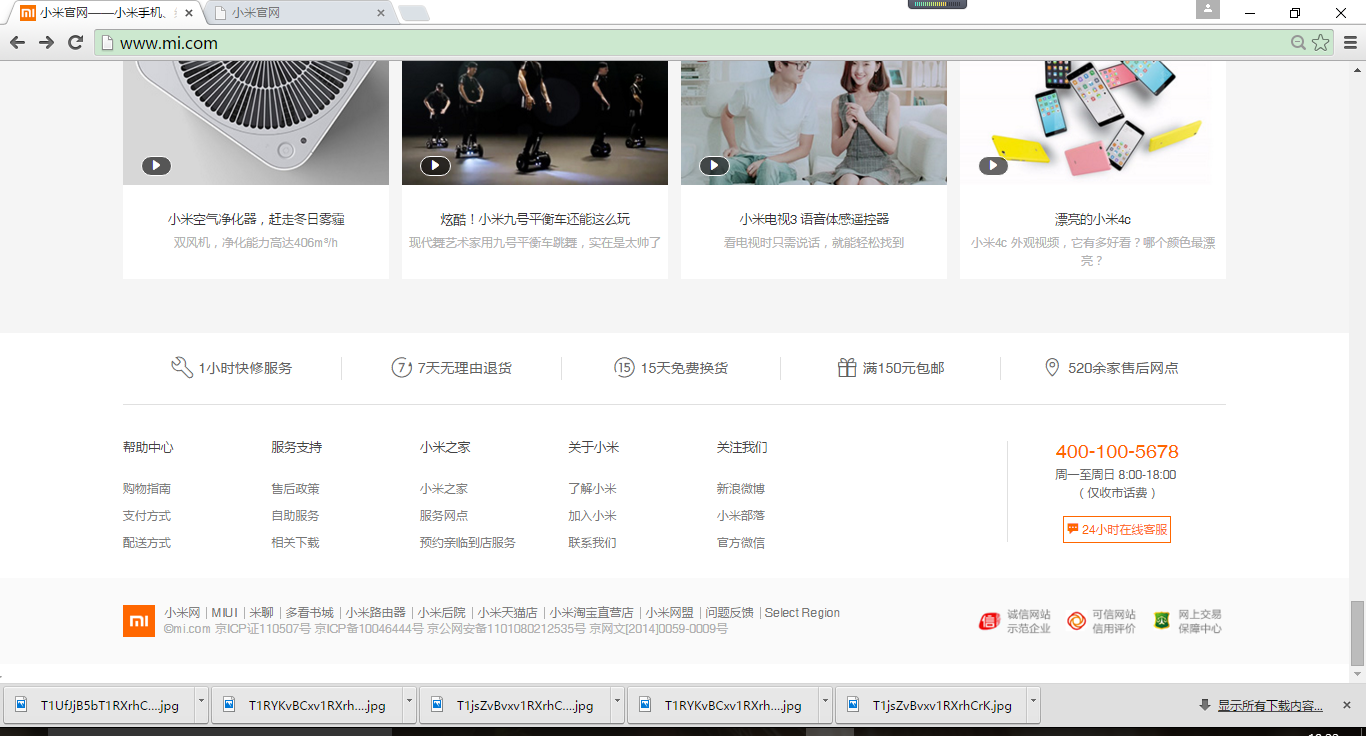 小米官网——小米手机、
小米官网
www.mi.com
小米空气净化器，赶走冬日雾霾
双风机，净化能力高达406m³/h
炫酷！小米九号平衡车还能这么玩
现代舞艺术家用九号平衡车跳舞，实在是太帅了
小米电视3 语音体感遥控器
看电视时只需说话，就能轻松找到
漂亮的小米4c
小米4c 外观视频，它有多好看？哪个颜色最漂
亮？
1小时快修服务
7
7天无理由退货
15
15天免费换货
满150元包邮
520余家售后网点
帮助中心
购物指南
支付方式
配送方式
服务支持
售后政策
自助服务
相关下载
小米之家
小米之家
服务网点
预约亲临到店服务
关于小米
了解小米
加入小米
联系我们
关注我们
新浪微博
小米部落
官方微信
400-100-5678
周一至周日 8:00-18:00
（仅收市话费）
24小时在线客服
mi
小米网 | MIUI | 米聊 | 多看书城 | 小米路由器 | 小米后院 | 小米天猫店 | 小米淘宝直营店 | 小米网盟 | 问题反馈 | Select Region
©mi.com 京ICP证110507号 京ICP备10046444号 京公网安备1101080212535号 京网文[2014]0059-0009号
信
诚信网站
示范企业
可信网站
信用评价
网上交易
保障中心
T1UfJjB5bT1RXrhC....jpg
T1RYKvBCxv1RXrh....jpg
T1jsZvBvxv1RXrhC....jpg
T1RYKvBCxv1RXrh....jpg
T1jsZvBvxv1RXrhCrK.jpg
显示所有下载内容...